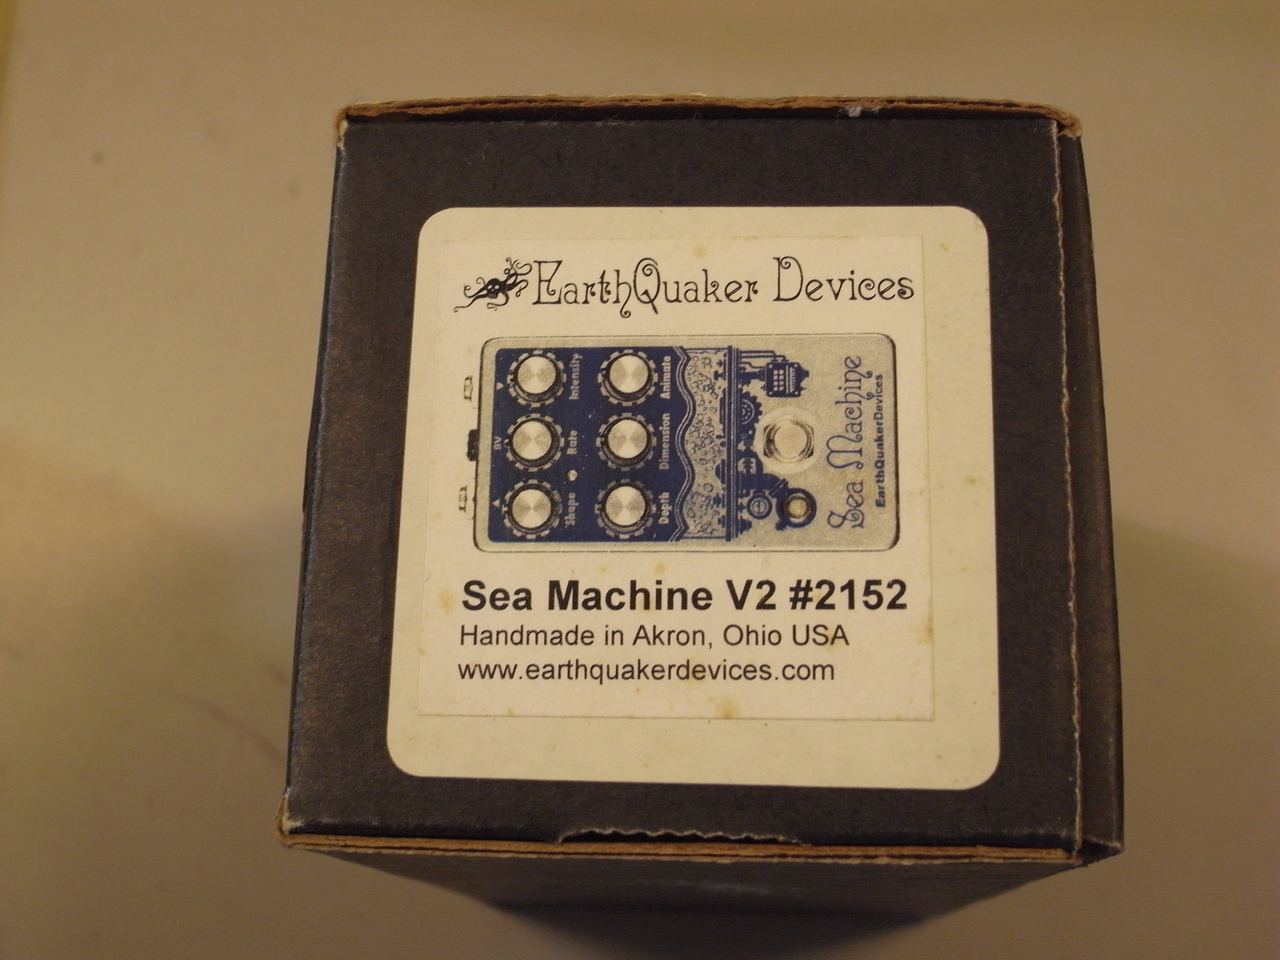 EarthQuaker Devices
Intensity
Animate
9V
Rate
Dimension
Shape
Depth
Sea Machine
EarthQuakerDevices
Sea Machine V2 #2152
Handmade in Akron, Ohio USA
www.earthquakerdevices.com